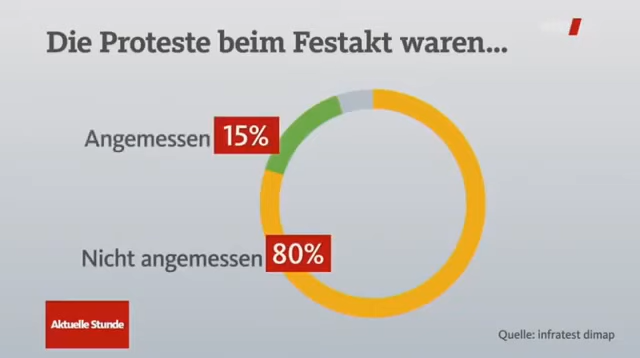 Die Proteste beim Festakt waren...
Angemessen 15%
Nicht angemessen 80%
Aktuelle Stunde
Quelle: infratest dimap